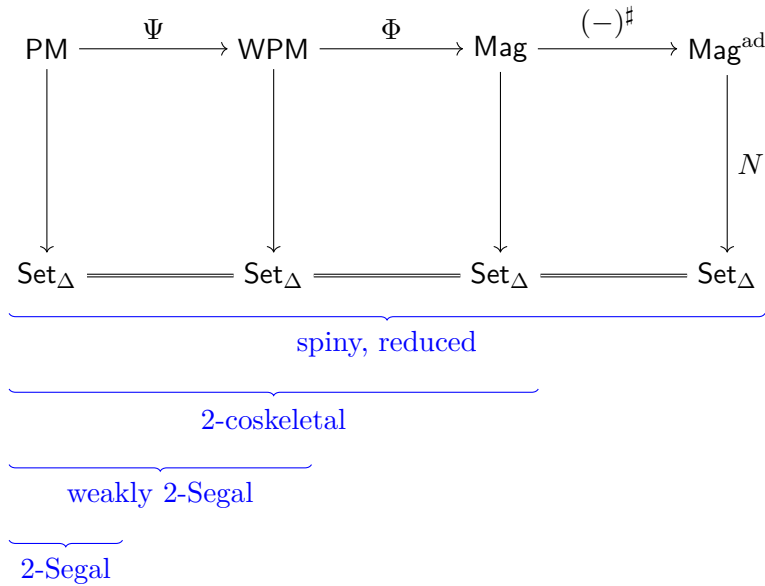 Ψ Φ (−)♯
PM WPM Mag Mag^ad
N
Set_Δ Set_Δ Set_Δ Set_Δ
spiny, reduced
2-coskeletal
weakly 2-Segal
2-Segal